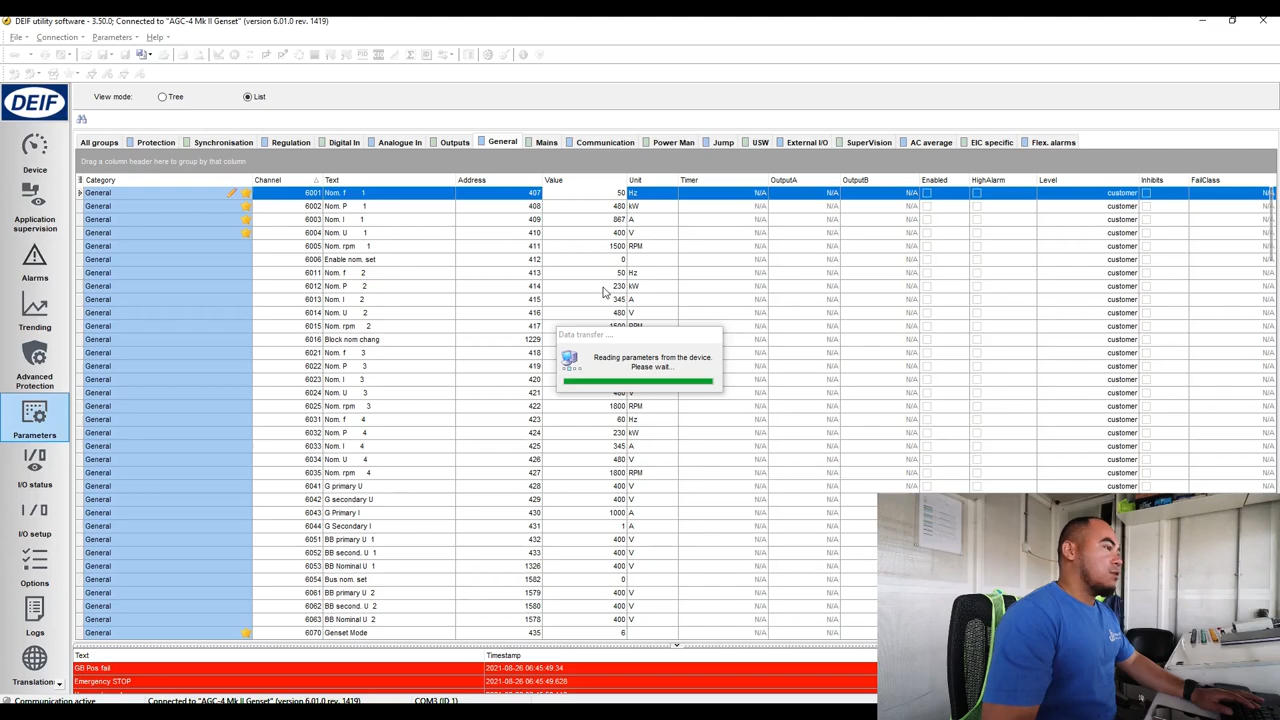 DEIF utility software - 3.50.0; Connected to "AGC-4 Mk II Genset" (version 6.01.0 rev. 1419)
File Connection Parameters Help
DEIF View mode: Tree List
All groups Protection Synchronisation Regulation Digital In Analogue In Outputs General Mains Communication Power Man Jump USW External I/O SuperVision AC average EIC specific Flex. alarms
Drag a column header here to group by that column
Category Channel Text Address Value Unit Timer OutputA OutputB Enabled HighAlarm Level Inhibits FailClass
General 6001 Nom. f 1 407 50 Hz N/A N/A N/A customer N/A
General 6002 Nom. P 1 408 480 kW N/A N/A N/A customer N/A
General 6003 Nom. I 1 409 867 A N/A N/A N/A customer N/A
General 6004 Nom. U 1 410 400 V N/A N/A N/A customer N/A
General 6005 Nom. rpm 1 411 1500 RPM N/A N/A N/A customer N/A
General 6006 Enable nom. set 412 0 N/A N/A N/A customer N/A
General 6011 Nom. f 2 413 50 Hz N/A N/A N/A customer N/A
General 6012 Nom. P 2 414 230 kW N/A N/A N/A customer N/A
General 6013 Nom. I 2 415 345 A N/A N/A N/A customer N/A
General 6014 Nom. U 2 416 480 V N/A N/A N/A customer N/A
General 6015 Nom. rpm 2 417 N/A N/A N/A customer N/A
General 6016 Block nom chang 1229 N/A N/A N/A customer N/A
General 6021 Nom. f 3 418 N/A N/A N/A customer N/A
General 6022 Nom. P 3 419 N/A N/A N/A customer N/A
General 6023 Nom. I 3 420 N/A N/A N/A customer N/A
General 6024 Nom. U 3 421 480 V N/A N/A N/A customer N/A
General 6025 Nom. rpm 3 422 1800 RPM N/A N/A N/A customer N/A
General 6031 Nom. f 4 423 60 Hz N/A N/A N/A customer N/A
General 6032 Nom. P 4 424 230 kW N/A N/A N/A customer N/A
General 6033 Nom. I 4 425 345 A N/A N/A N/A customer N/A
General 6034 Nom. U 4 426 480 V N/A N/A N/A customer N/A
General 6035 Nom. rpm 4 427 1800 RPM N/A N/A N/A customer N/A
General 6041 G primary U 428 400 V N/A N/A N/A customer N/A
General 6042 G secondary U 429 400 V N/A
General 6043 G Primary I 430 1000 A N/A
General 6044 G Secondary I 431 1 A N/A
General 6051 BB primary U 1 432 400 V N/A
General 6052 BB second. U 1 433 400 V N/A
General 6053 BB Nominal U 1 1326 400 V N/A
General 6054 Bus nom. set 1582 0 N/A
General 6061 BB primary U 2 1579 400 V N/A
General 6062 BB second. U 2 1580 400 V N/A
General 6063 BB Nominal U 2 1578 400 V N/A
General 6070 Genset Mode 435 6 N/A
Data transfer ....
Reading parameters from the device.
Please wait...
Device
Application
supervision
Alarms
Trending
Advanced
Protection
Parameters
I/O status
I/O setup
Options
Logs
Translation
Text Timestamp
GB Pos fail 2021-08-26 06:45:49.34
Emergency STOP 2021-08-26 06:45:49.628
Communication active Connected to "AGC-4 Mk II Genset" (version 6.01.0 rev. 1419) COM3 (ID 1)